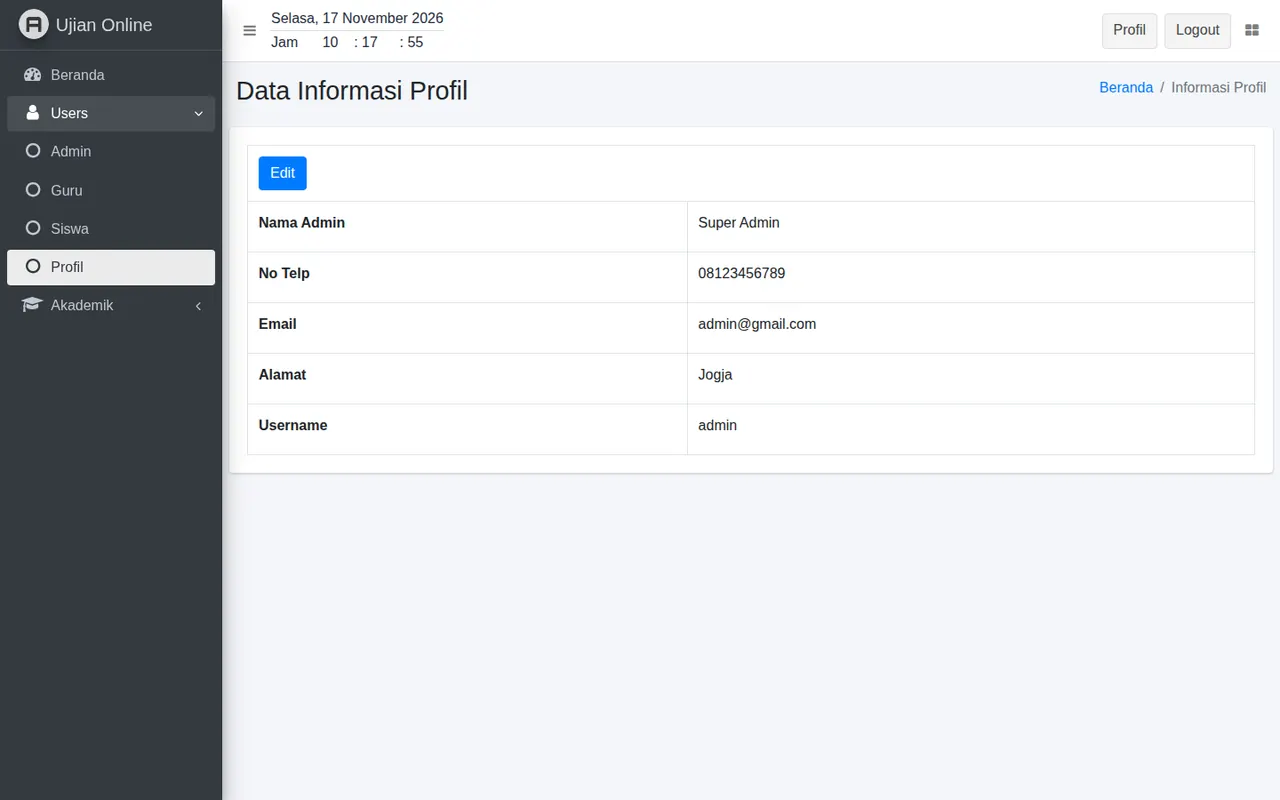 Ujian Online
Beranda
Users
Admin
Guru
Siswa
Profil
Akademik
Selasa, 17 November 2026
Jam 10 : 17 : 55
Profil
Logout
Data Informasi Profil
Beranda / Informasi Profil
Edit
Nama Admin Super Admin
No Telp 08123456789
Email admin@gmail.com
Alamat Jogja
Username admin